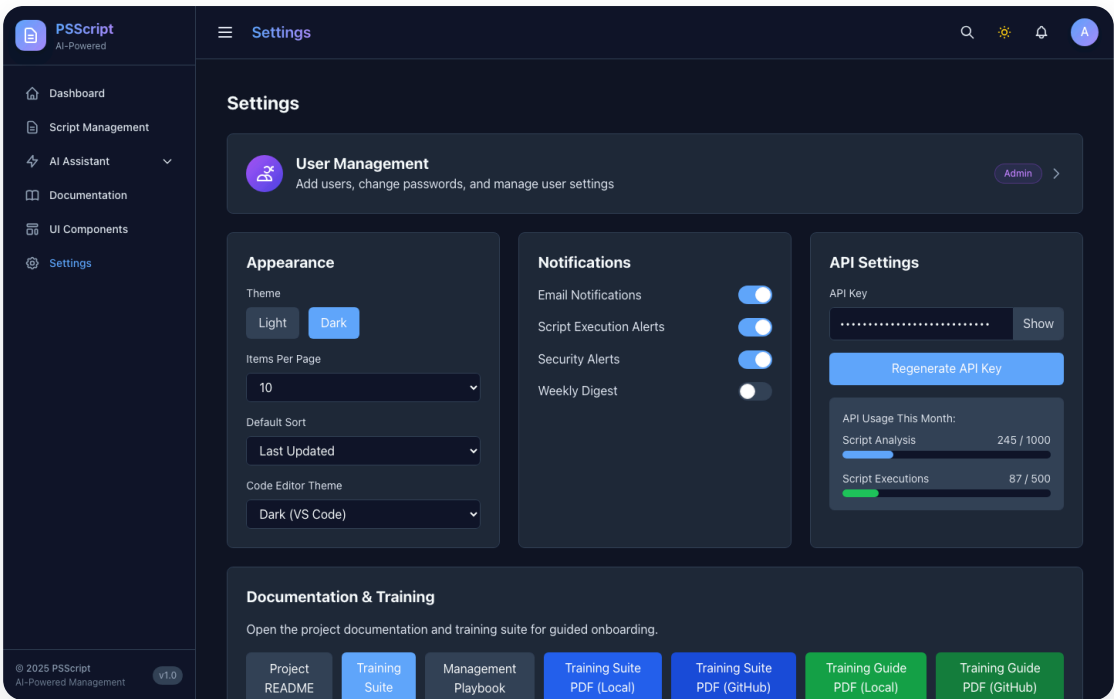 PSScript
AI-Powered
Settings
A
Dashboard
Script Management
AI Assistant
Documentation
UI Components
Settings
Settings
User Management
Add users, change passwords, and manage user settings
Admin
Appearance
Theme
Light
Dark
Items Per Page
10
Default Sort
Last Updated
Code Editor Theme
Dark (VS Code)
Notifications
Email Notifications
Script Execution Alerts
Security Alerts
Weekly Digest
API Settings
API Key
Show
Regenerate API Key
API Usage This Month:
Script Analysis 245 / 1000
Script Executions 87 / 500
Documentation & Training
Open the project documentation and training suite for guided onboarding.
Project
README
Training
Suite
Management
Playbook
Training Suite
PDF (Local)
Training Suite
PDF (GitHub)
Training Guide
PDF (Local)
Training Guide
PDF (GitHub)
© 2025 PSScript
AI-Powered Management
v1.0